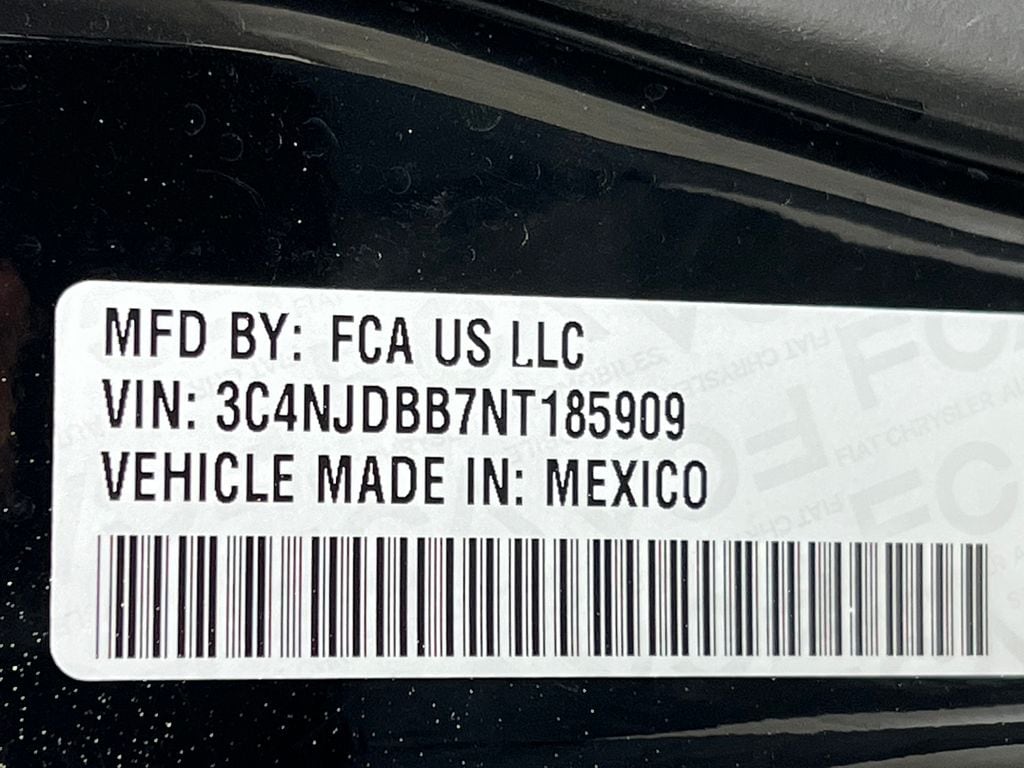 MFD BY: FCA US LLC
VIN: 3C4NJDBB7NT185909
VEHICLE MADE IN: MEXICO